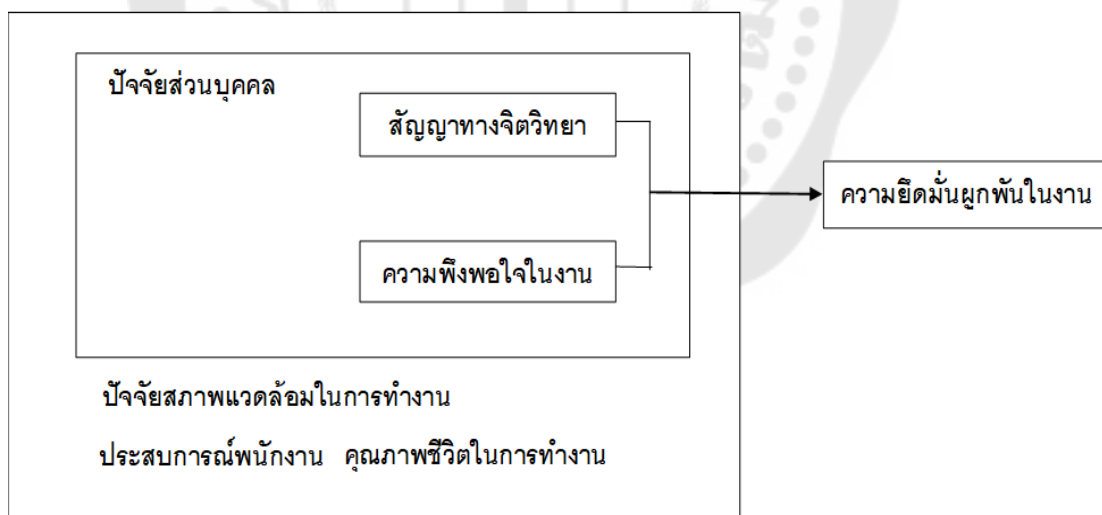 ปัจจัยส่วนบุคคล
สัญญาทางจิตวิทยา
ความยึดมั่นผูกพันในงาน
ความพึงพอใจในงาน
ปัจจัยสภาพแวดล้อมในการทำงาน
ประสบการณ์พนักงาน คุณภาพชีวิตในการทำงาน